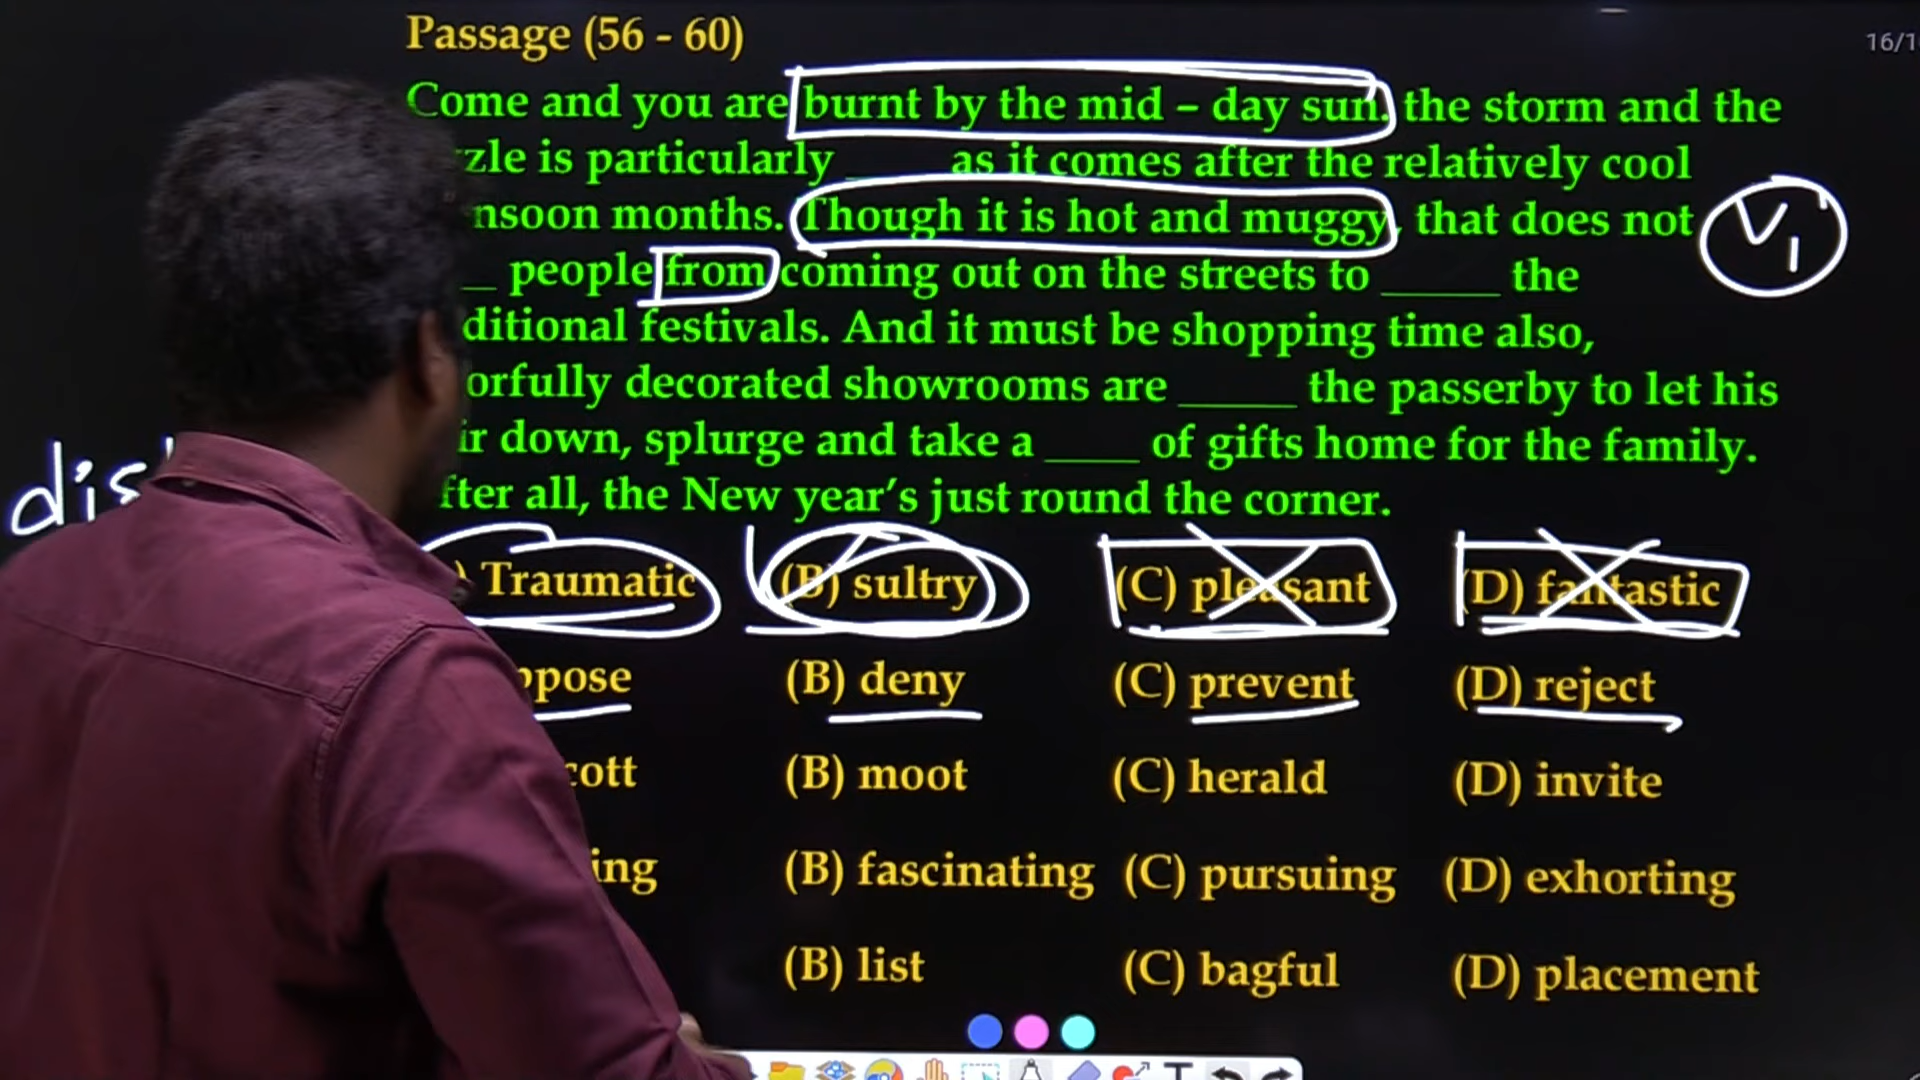 Passage (56 - 60)
16/1
Come and you are burnt by the mid – day sun. the storm and the
zle is particularly ____ as it comes after the relatively cool
nsoon months. Though it is hot and muggy, that does not
V1
__ people from coming out on the streets to _____ the
ditional festivals. And it must be shopping time also,
orfully decorated showrooms are _____ the passerby to let his
ir down, splurge and take a ____ of gifts home for the family.
fter all, the New year’s just round the corner.
dis
) Traumatic (B) sultry (C) pleasant (D) fantastic
ppose (B) deny (C) prevent (D) reject
cott (B) moot (C) herald (D) invite
ing (B) fascinating (C) pursuing (D) exhorting
(B) list (C) bagful (D) placement